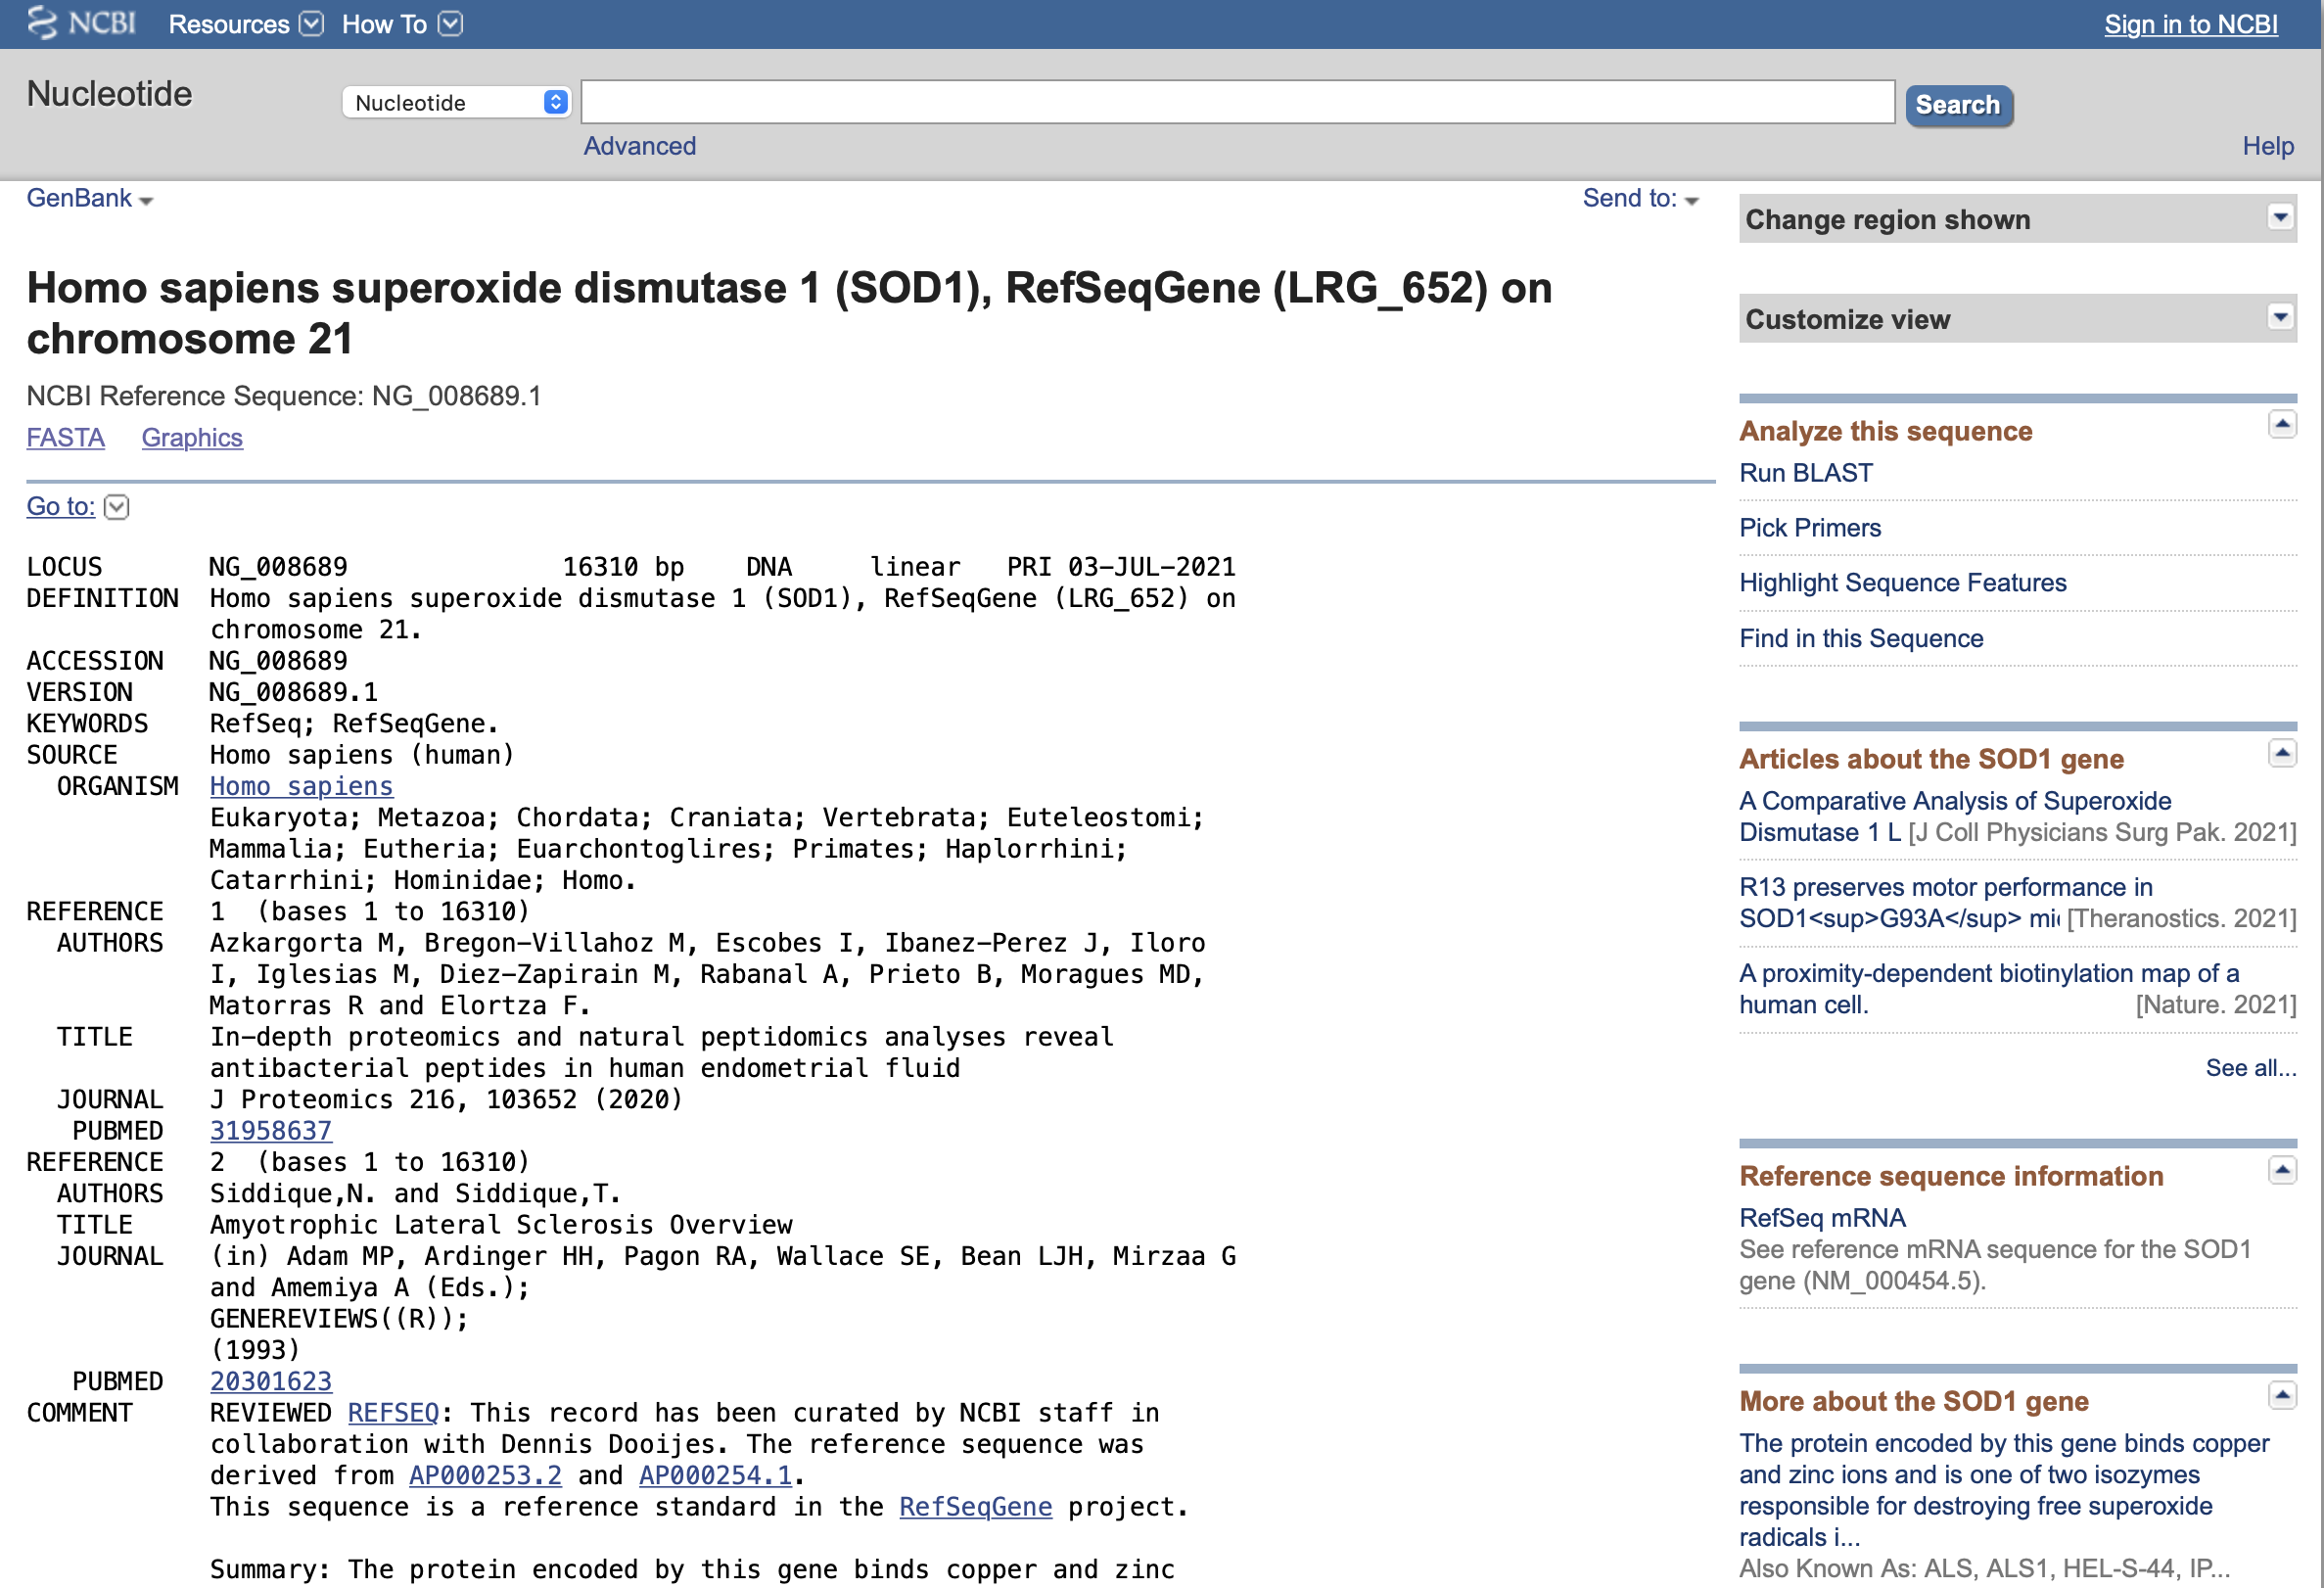 NCBI Resources How To Sign in to NCBI
Nucleotide Nucleotide Search
Advanced Help
GenBank Send to:
Homo sapiens superoxide dismutase 1 (SOD1), RefSeqGene (LRG_652) on
chromosome 21
NCBI Reference Sequence: NG_008689.1
FASTA Graphics
Go to:
LOCUS NG_008689 16310 bp DNA linear PRI 03-JUL-2021
DEFINITION Homo sapiens superoxide dismutase 1 (SOD1), RefSeqGene (LRG_652) on
chromosome 21.
ACCESSION NG_008689
VERSION NG_008689.1
KEYWORDS RefSeq; RefSeqGene.
SOURCE Homo sapiens (human)
ORGANISM Homo sapiens
Eukaryota; Metazoa; Chordata; Craniata; Vertebrata; Euteleostomi;
Mammalia; Eutheria; Euarchontoglires; Primates; Haplorrhini;
Catarrhini; Hominidae; Homo.
REFERENCE 1 (bases 1 to 16310)
AUTHORS Azkargorta M, Bregon-Villahoz M, Escobes I, Ibanez-Perez J, Iloro
I, Iglesias M, Diez-Zapirain M, Rabanal A, Prieto B, Moragues MD,
Matorras R and Elortza F.
TITLE In-depth proteomics and natural peptidomics analyses reveal
antibacterial peptides in human endometrial fluid
JOURNAL J Proteomics 216, 103652 (2020)
PUBMED 31958637
REFERENCE 2 (bases 1 to 16310)
AUTHORS Siddique,N. and Siddique,T.
TITLE Amyotrophic Lateral Sclerosis Overview
JOURNAL (in) Adam MP, Ardinger HH, Pagon RA, Wallace SE, Bean LJH, Mirzaa G
and Amemiya A (Eds.);
GENEREVIEWS((R));
(1993)
PUBMED 20301623
COMMENT REVIEWED REFSEQ: This record has been curated by NCBI staff in
collaboration with Dennis Dooijes. The reference sequence was
derived from AP000253.2 and AP000254.1.
This sequence is a reference standard in the RefSeqGene project.
Summary: The protein encoded by this gene binds copper and zinc
Change region shown
Customize view
Analyze this sequence
Run BLAST
Pick Primers
Highlight Sequence Features
Find in this Sequence
Articles about the SOD1 gene
A Comparative Analysis of Superoxide
Dismutase 1 L [J Coll Physicians Surg Pak. 2021]
R13 preserves motor performance in
SOD1<sup>G93A</sup> mi [Theranostics. 2021]
A proximity-dependent biotinylation map of a
human cell. [Nature. 2021]
See all...
Reference sequence information
RefSeq mRNA
See reference mRNA sequence for the SOD1
gene (NM_000454.5).
More about the SOD1 gene
The protein encoded by this gene binds copper
and zinc ions and is one of two isozymes
responsible for destroying free superoxide
radicals i...
Also Known As: ALS, ALS1, HEL-S-44, IP...